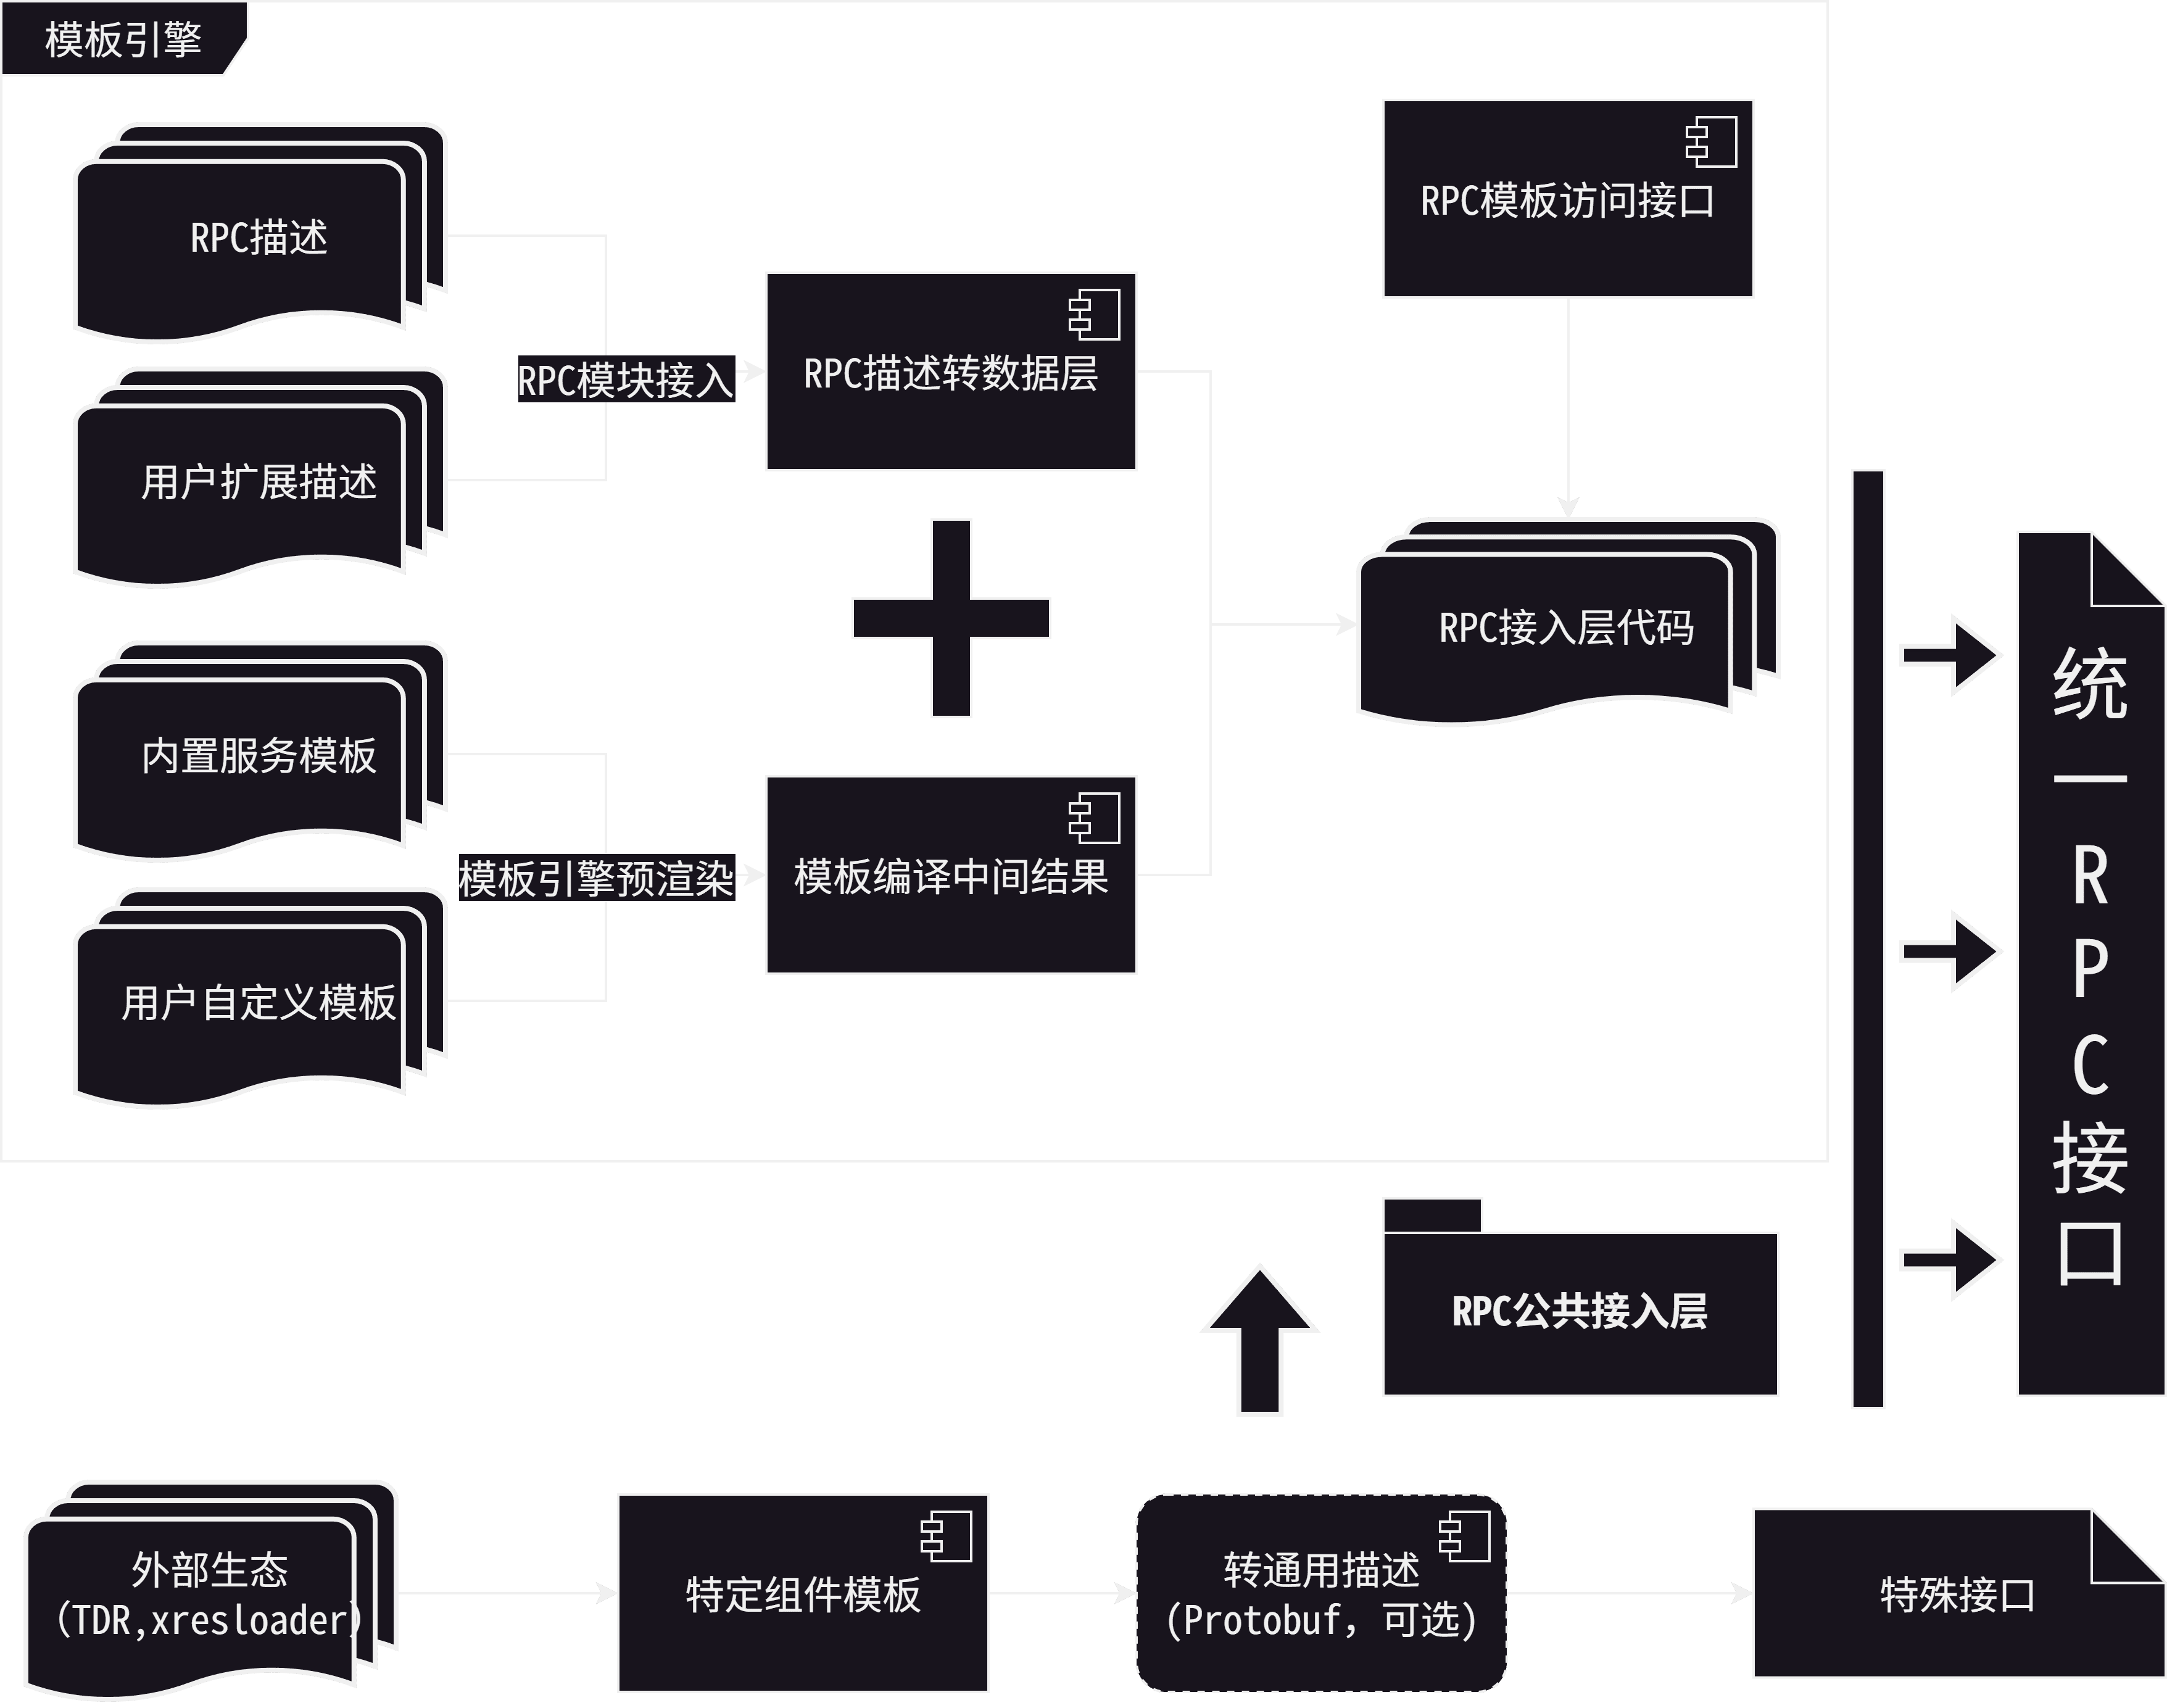 模板引擎
RPC描述
用户扩展描述
内置服务模板
用户自定义模板
RPC模块接入
模板引擎预渲染
RPC描述转数据层
模板编译中间结果
RPC模板访问接口
RPC接入层代码
统
一
R
P
C
接
口
RPC公共接入层
外部生态
（TDR,xresloader）
特定组件模板
转通用描述
（Protobuf，可选）
特殊接口